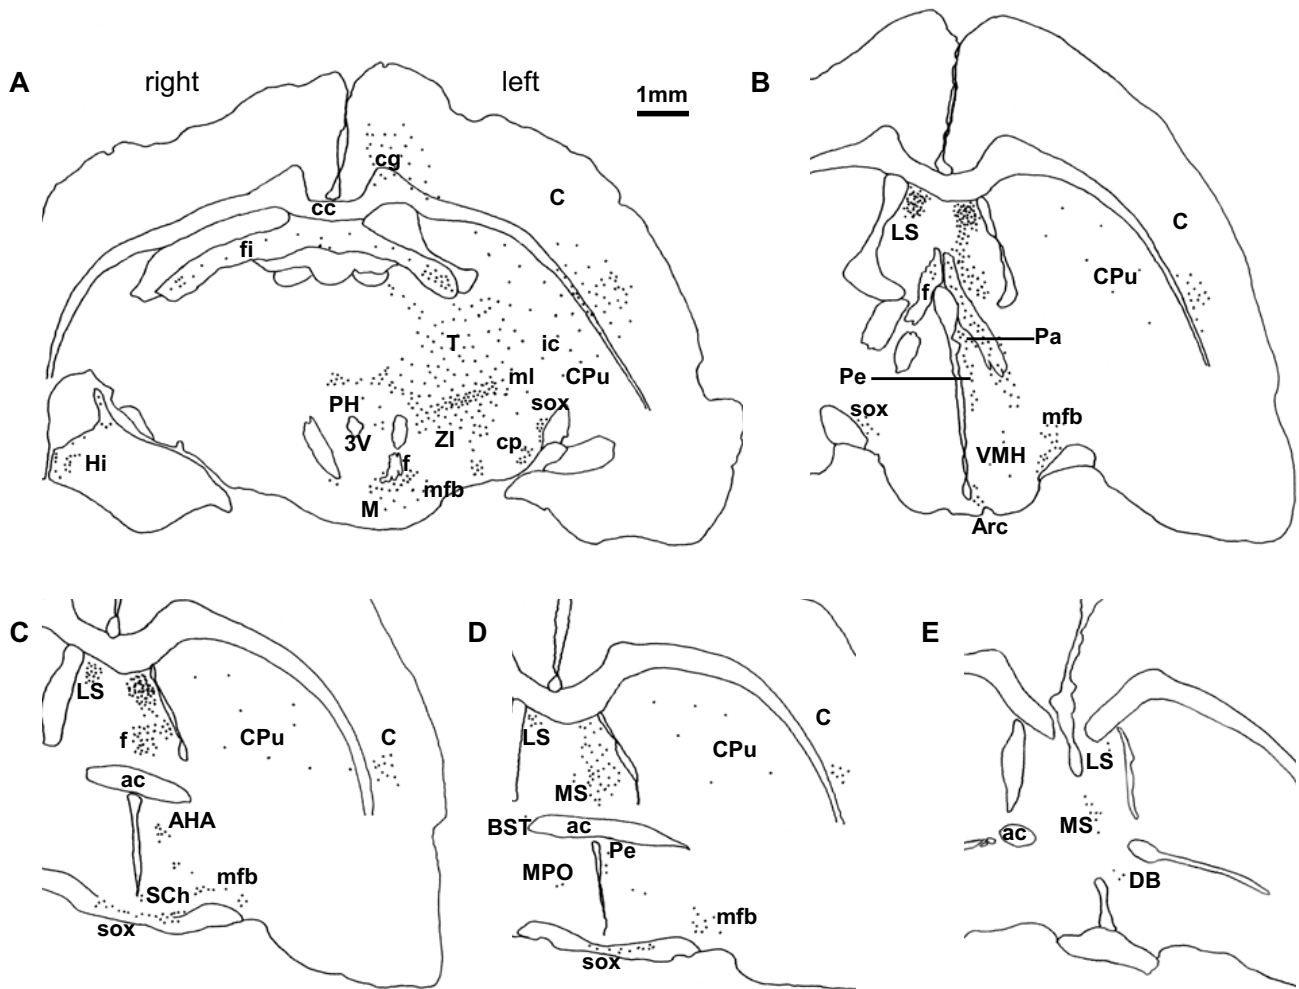 A
right
left
1mm
cg
C
cc
fi
T
ic
ml
CPu
PH
sox
3V
ZI
cp
Hi
f
mfb
M
B
LS
C
CPu
f
Pa
Pe
sox
mfb
VMH
Arc
C
LS
f
CPu
C
ac
AHA
mfb
SCh
sox
D
LS
C
CPu
MS
BST
ac
Pe
MPO
mfb
sox
E
LS
MS
ac
DB